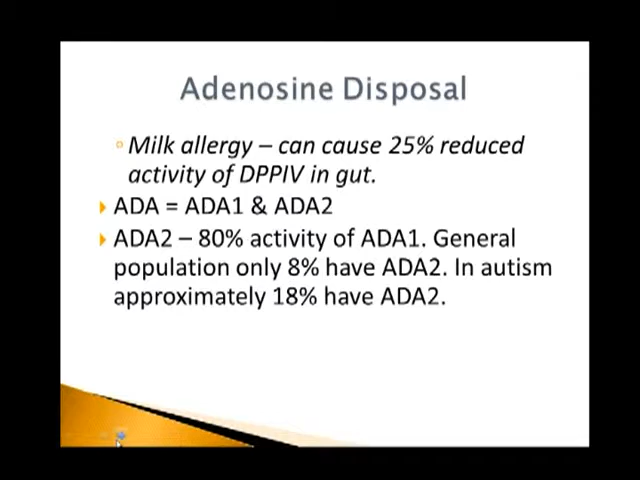 Adenosine Disposal
Milk allergy – can cause 25% reduced
activity of DPPIV in gut.
ADA = ADA1 & ADA2
ADA2 – 80% activity of ADA1. General
population only 8% have ADA2. In autism
approximately 18% have ADA2.